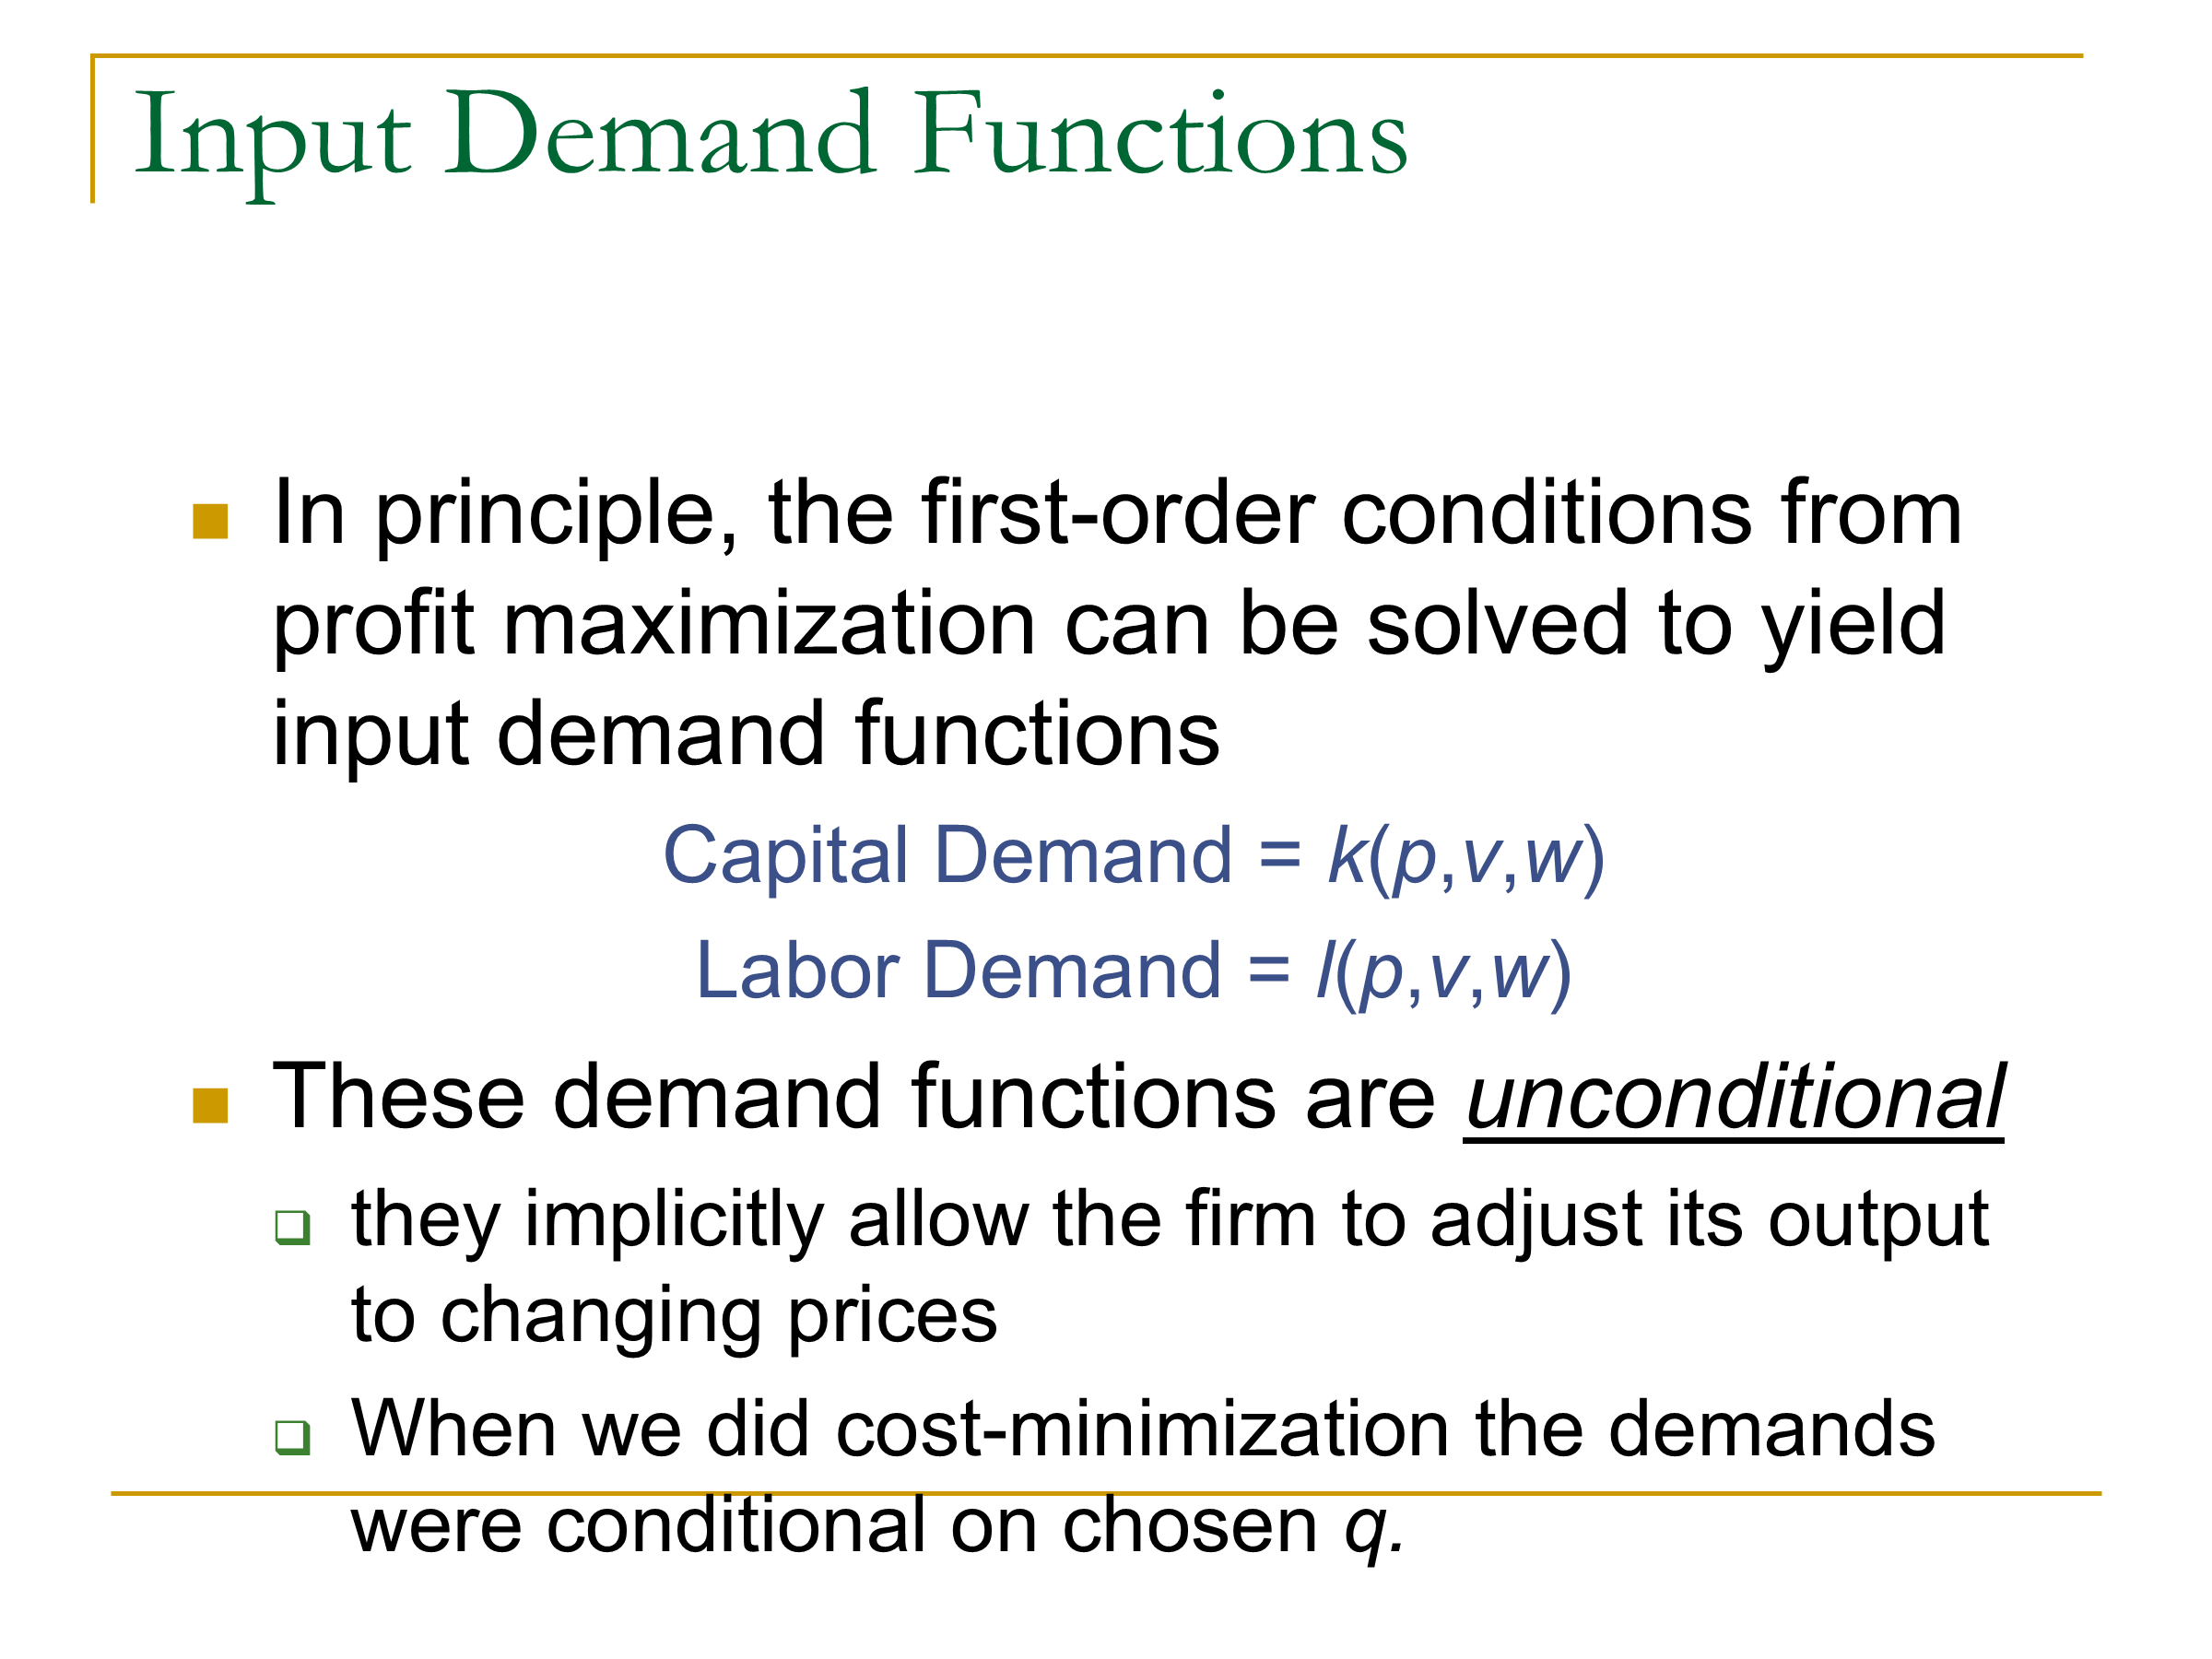 Input Demand Functions
In principle, the first-order conditions from
profit maximization can be solved to yield
input demand functions
Capital Demand = k(p,v,w)
Labor Demand = l(p,v,w)
These demand functions are unconditional
they implicitly allow the firm to adjust its output
to changing prices
When we did cost-minimization the demands
were conditional on chosen q.